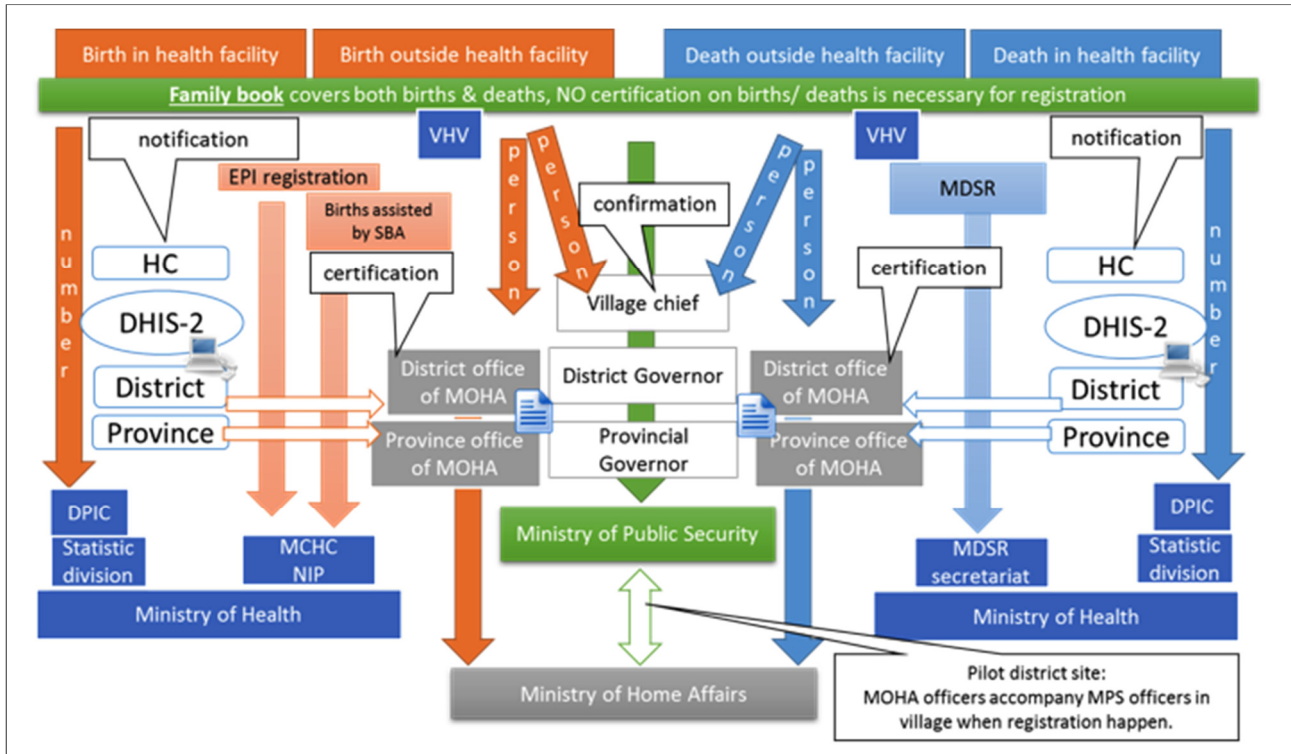 Birth in health facility
Birth outside health facility
Death outside health facility
Death in health facility
Family book covers both births & deaths, NO certification on births/ deaths is necessary for registration
notification
VHV
person
person
person
person
VHV
notification
number
EPI registration
Births assisted
by SBA
confirmation
MDSR
number
HC
certification
certification
HC
DHIS-2
Village chief
DHIS-2
District
District office
of MOHA
District Governor
District office
of MOHA
District
Province
Province office
of MOHA
Provincial
Governor
Province office
of MOHA
Province
DPIC
Statistic
division
MCHC
NIP
Ministry of Public Security
MDSR
secretariat
DPIC
Statistic
division
Ministry of Health
Ministry of Health
Ministry of Home Affairs
Pilot district site:
MOHA officers accompany MPS officers in
village when registration happen.